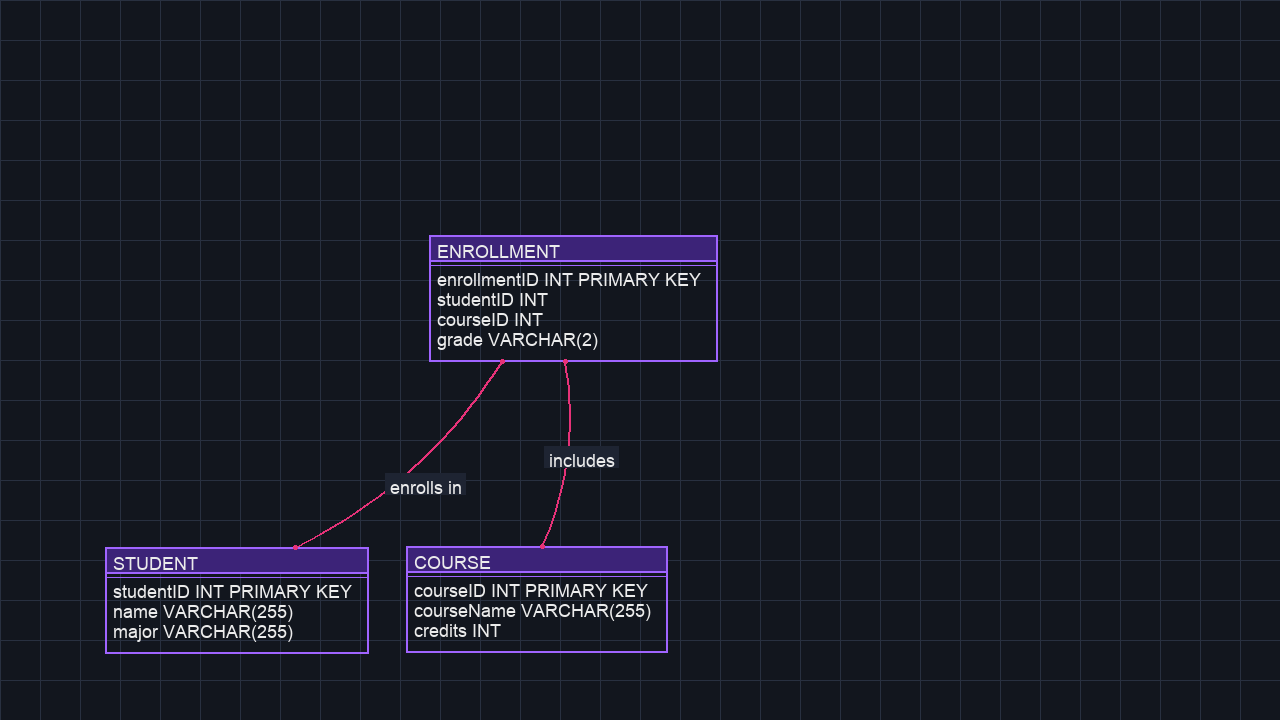 ENROLLMENT
enrollmentID INT PRIMARY KEY
studentID INT
courseID INT
grade VARCHAR(2)
includes
enrolls in
STUDENT
studentID INT PRIMARY KEY
name VARCHAR(255)
major VARCHAR(255)
COURSE
courseID INT PRIMARY KEY
courseName VARCHAR(255)
credits INT